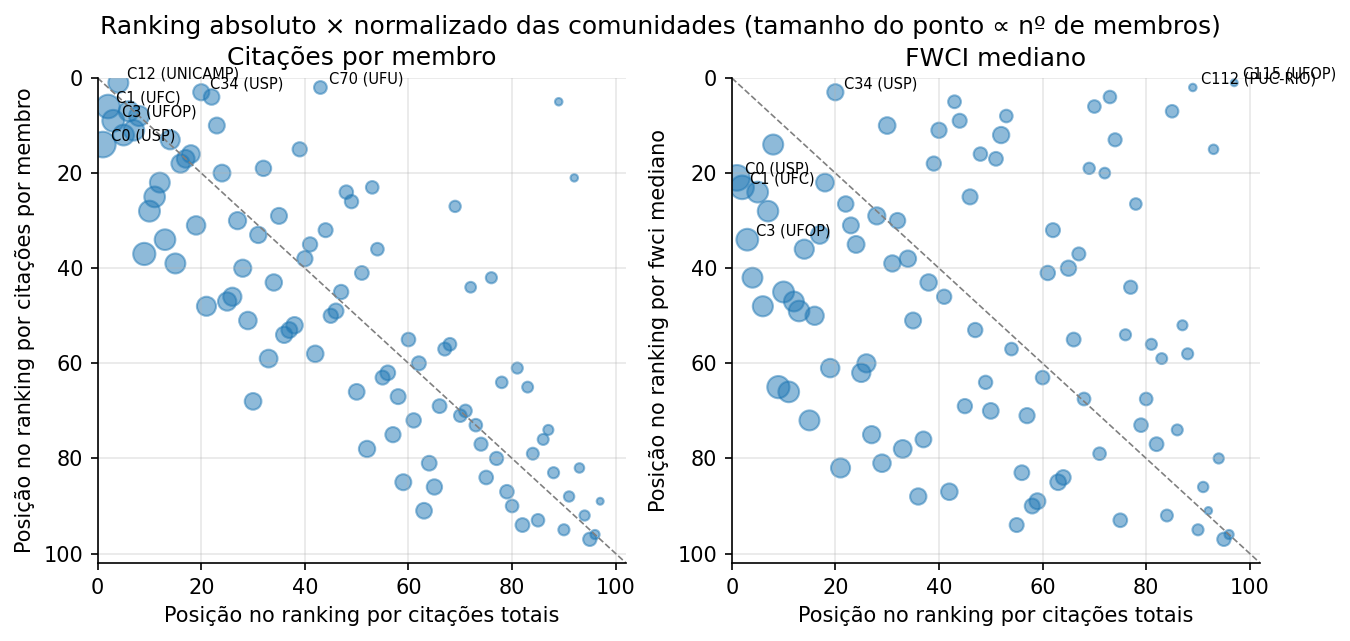 Ranking absoluto × normalizado das comunidades (tamanho do ponto ∝ nº de membros)
Citações por membro
FWCI mediano
Posição no ranking por citações por membro
0
20
40
60
80
100
C12 (UNICAMP)
C34 (USP)
C70 (UFU)
C1 (UFC)
C3 (UFOP)
C0 (USP)
0
20
40
60
80
100
Posição no ranking por citações totais
Posição no ranking por fwci mediano
0
20
40
60
80
100
C34 (USP)
C115 (UFOP)
C112 (PUC-RIO)
C0 (USP)
C1 (UFC)
C3 (UFOP)
0
20
40
60
80
100
Posição no ranking por citações totais